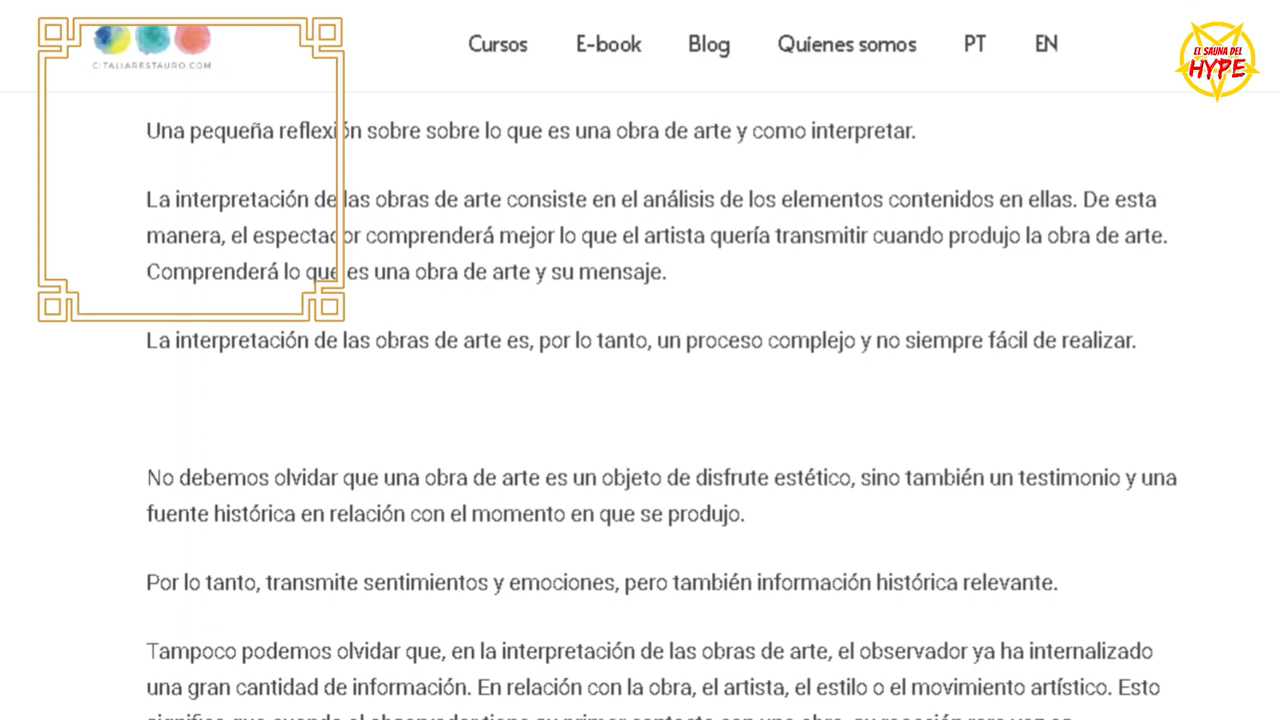 CITALIARESTAURO.COM
Cursos E-book Blog Quienes somos PT EN
EL SAUNA DEL
HYPE
Una pequeña reflexión sobre sobre lo que es una obra de arte y como interpretar.
La interpretación de las obras de arte consiste en el análisis de los elementos contenidos en ellas. De esta
manera, el espectador comprenderá mejor lo que el artista quería transmitir cuando produjo la obra de arte.
Comprenderá lo que es una obra de arte y su mensaje.
La interpretación de las obras de arte es, por lo tanto, un proceso complejo y no siempre fácil de realizar.
No debemos olvidar que una obra de arte es un objeto de disfrute estético, sino también un testimonio y una
fuente histórica en relación con el momento en que se produjo.
Por lo tanto, transmite sentimientos y emociones, pero también información histórica relevante.
Tampoco podemos olvidar que, en la interpretación de las obras de arte, el observador ya ha internalizado
una gran cantidad de información. En relación con la obra, el artista, el estilo o el movimiento artístico. Esto